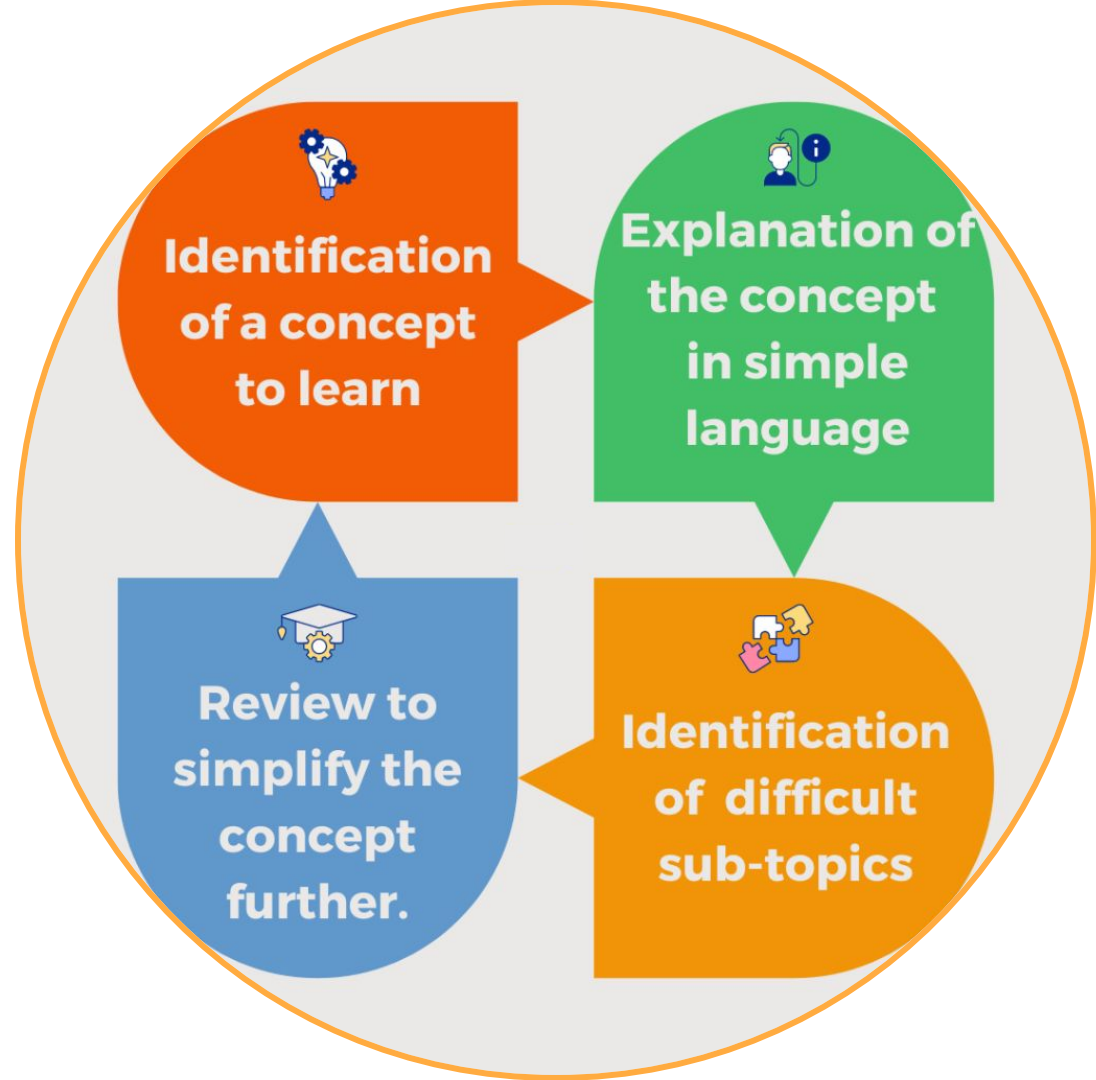 Identification
of a concept
to learn
Explanation of
the concept
in simple
language
Identification
of difficult
sub-topics
Review to
simplify the
concept
further.